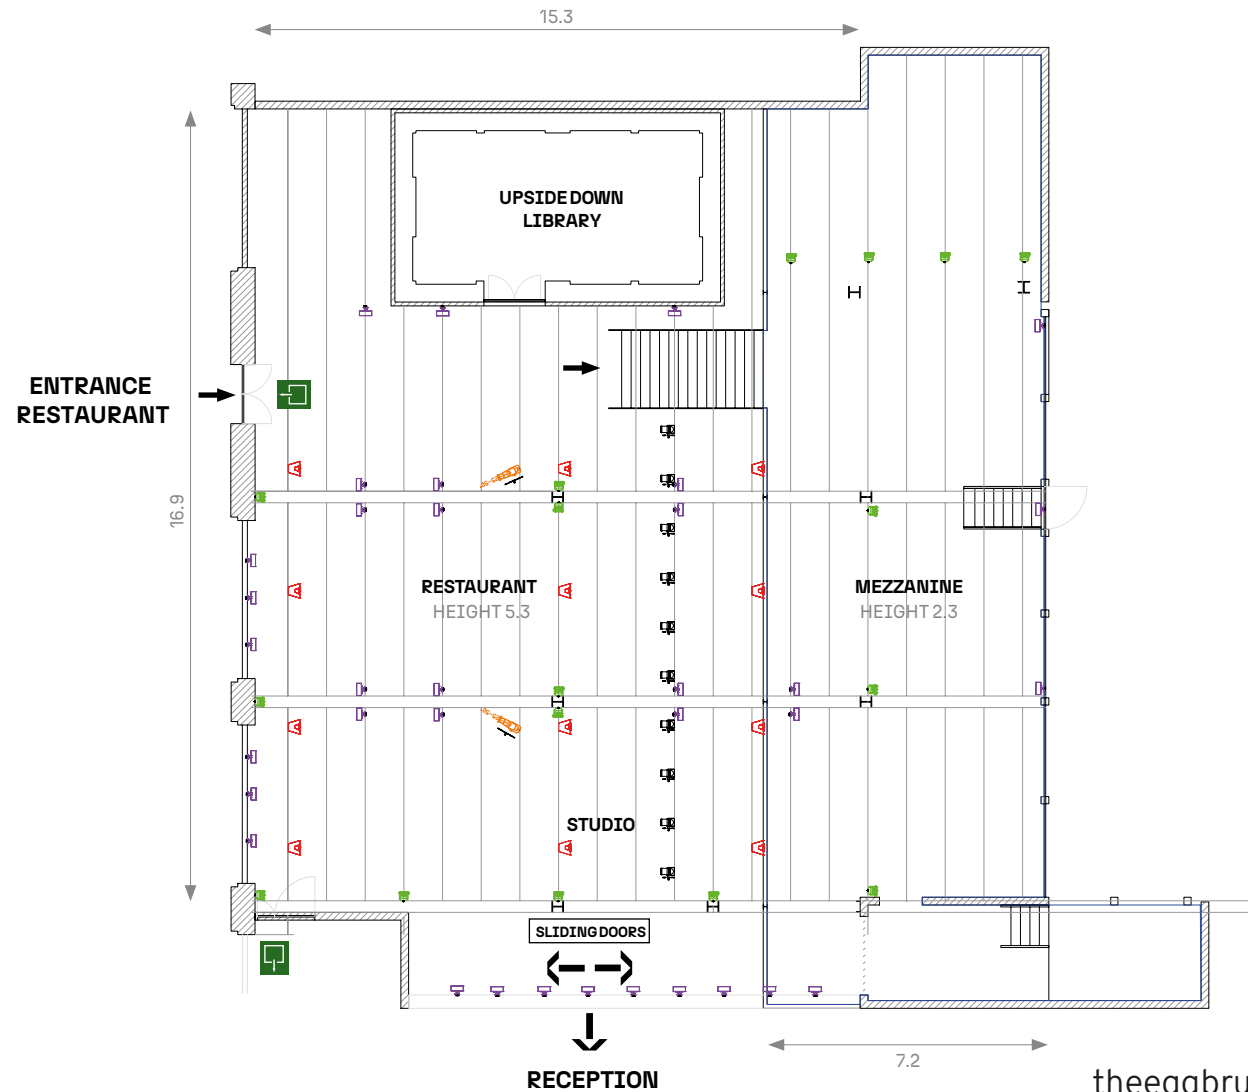 15.3
UPSIDE DOWN
LIBRARY
ENTRANCE
RESTAURANT
16.9
RESTAURANT
HEIGHT 5.3
MEZZANINE
HEIGHT 2.3
STUDIO
SLIDING DOORS
7.2
RECEPTION
theeggbru